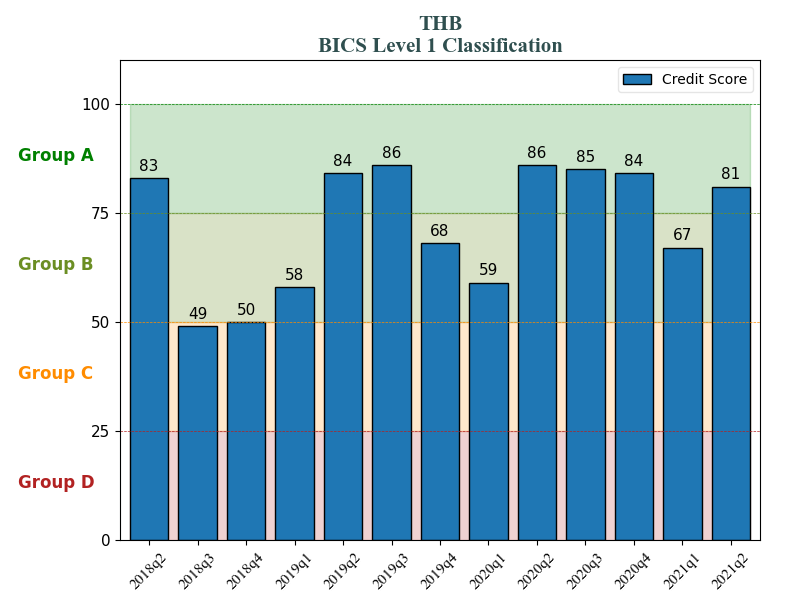 THB
BICS Level 1 Classification
Credit Score
100
75
50
25
0
Group A
Group B
Group C
Group D
83
49
50
58
84
86
68
59
86
85
84
67
81
2018q2
2018q3
2018q4
2019q1
2019q2
2019q3
2019q4
2020q1
2020q2
2020q3
2020q4
2021q1
2021q2